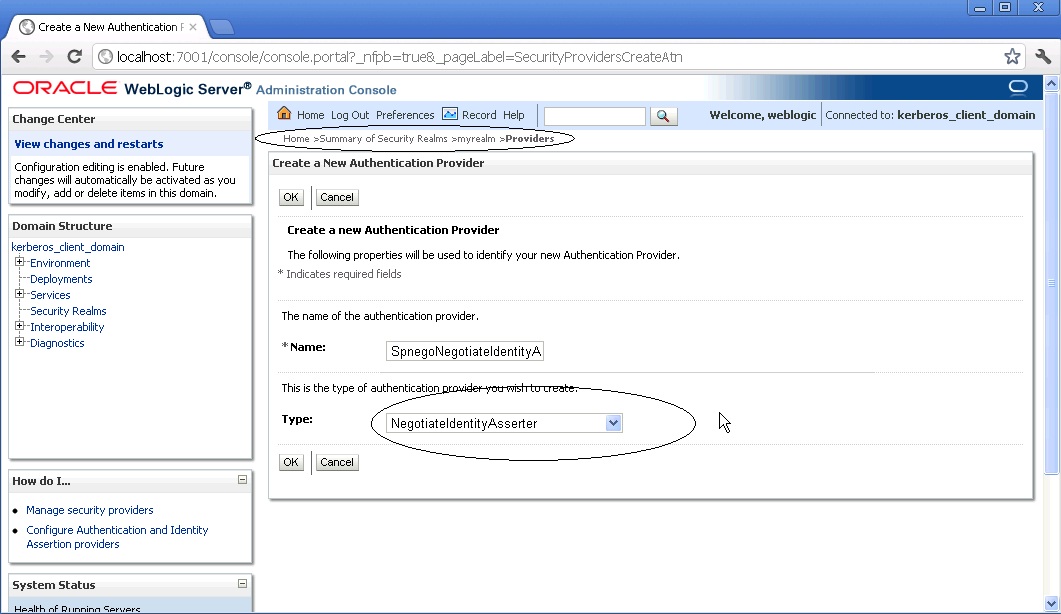 Create a New Authentication P
localhost:7001/console/console.portal?_nfpb=true&_pageLabel=SecurityProvidersCreateAtn
ORACLE WebLogic Server® Administration Console
Change Center
View changes and restarts
Configuration editing is enabled. Future
changes will automatically be activated as you
modify, add or delete items in this domain.
Domain Structure
kerberos_client_domain
Environment
Deployments
Services
Security Realms
Interoperability
Diagnostics
How do I...
Manage security providers
Configure Authentication and Identity
Assertion providers
System Status
Health of Running Servers
Home Log Out Preferences Record Help
Welcome, weblogic Connected to: kerberos_client_domain
Home >Summary of Security Realms >myrealm >Providers
Create a New Authentication Provider
OK Cancel
Create a new Authentication Provider
The following properties will be used to identify your new Authentication Provider.
* Indicates required fields
The name of the authentication provider.
* Name: SpnegoNegotiateIdentityA
This is the type of authentication provider you wish to create.
Type: NegotiateIdentityAsserter
OK Cancel